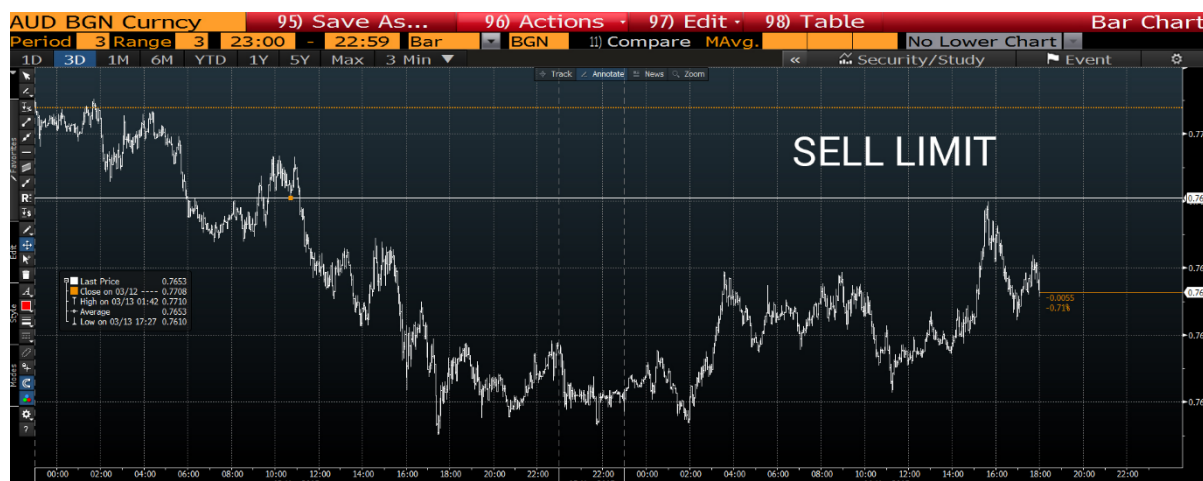 AUD BGN Curncy 95) Save As... 96) Actions 97) Edit 98) Table Bar Chart
Period 3 Range 3 23:00 - 22:59 Bar BGN 11) Compare MAvg. No Lower Chart
1D 3D 1M 6M YTD 1Y 5Y Max 3 Min « Security/Study Event
Track Annotate News Zoom
SELL LIMIT
Favorites
Edit
Style
Modes
Last Price 0.7653
Close on 03/12 ---- 0.7708
High on 03/13 01:42 0.7710
Average 0.7653
Low on 03/13 17:27 0.7610
-0.0055
-0.71%
00:00 02:00 04:00 06:00 08:00 10:00 12:00 14:00 16:00 18:00 20:00 22:00 00:00 02:00 04:00 06:00 08:00 10:00 12:00 14:00 16:00 18:00 20:00 22:00